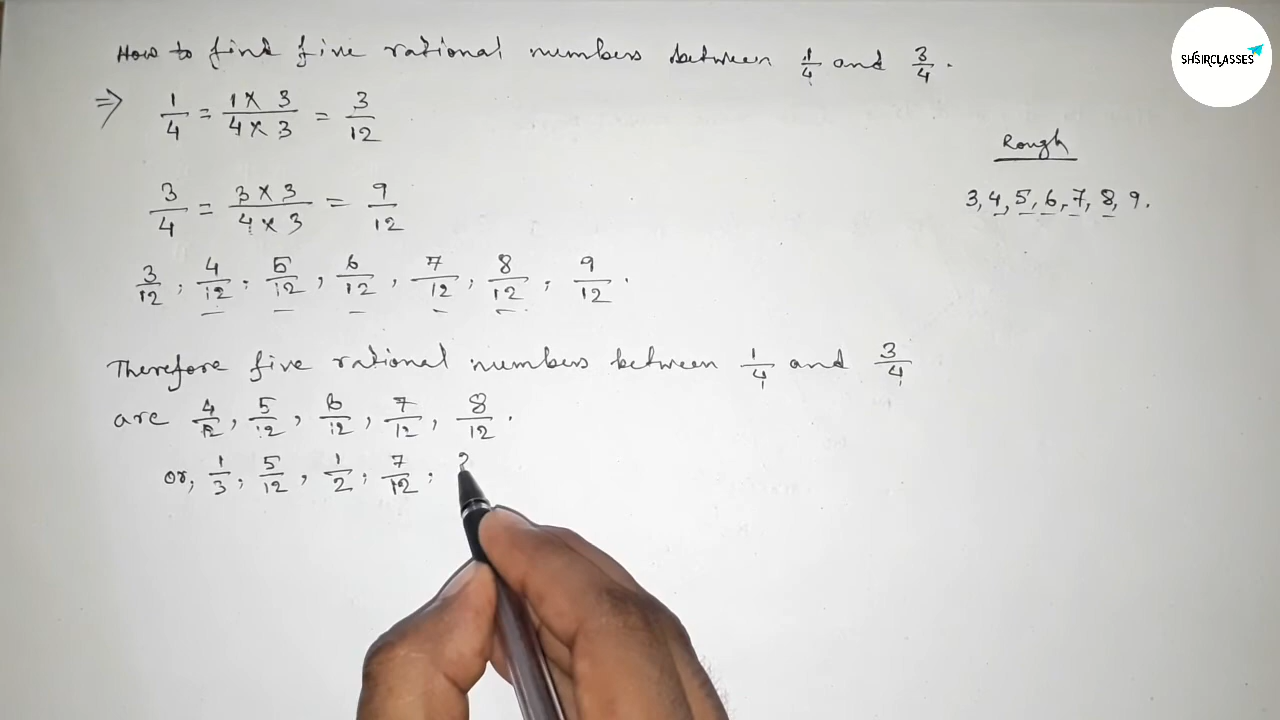 How to find five rational numbers between 1/4 and 3/4.
SHSIRCLASSES
⇒ 1/4 = (1×3)/(4×3) = 3/12
Rough
3/4 = (3×3)/(4×3) = 9/12
3, 4, 5, 6, 7, 8, 9.
3/12, 4/12, 5/12, 6/12, 7/12, 8/12, 9/12.
Therefore five rational numbers between 1/4 and 3/4
are 4/12, 5/12, 6/12, 7/12, 8/12.
or, 1/3, 5/12, 1/2, 7/12,